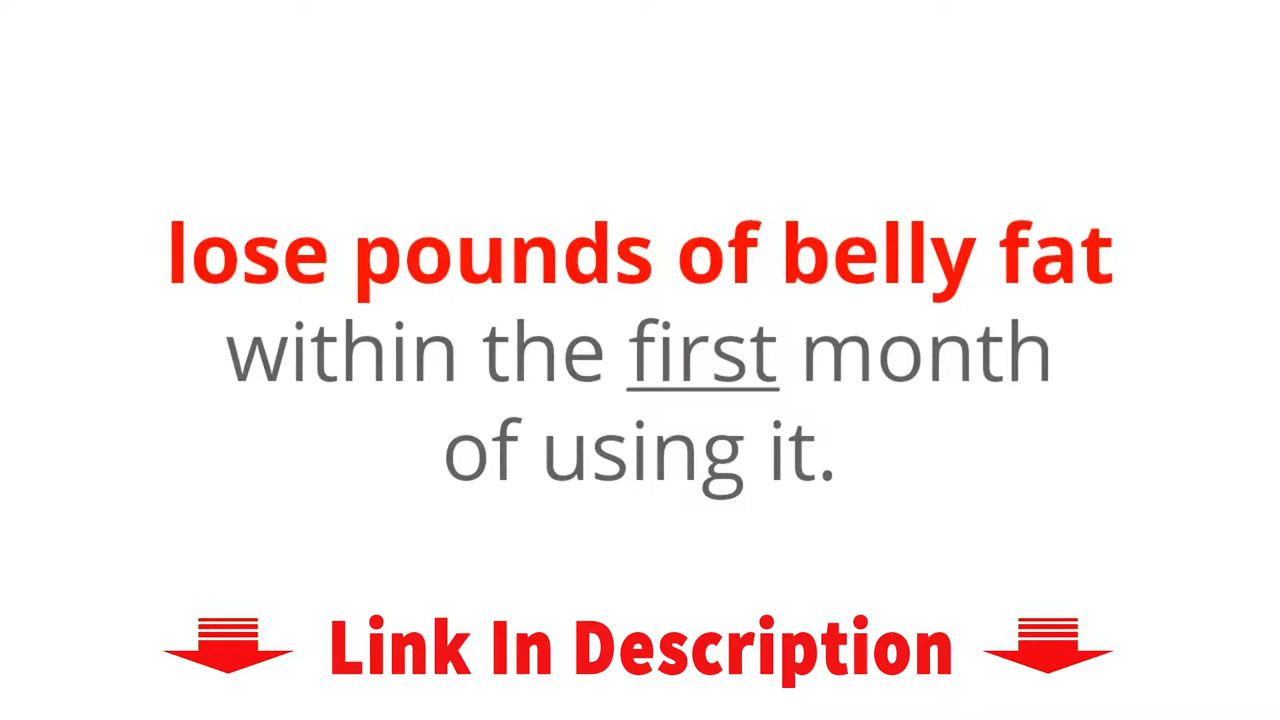 lose pounds of belly fat
within the first month
of using it.
Link In Description